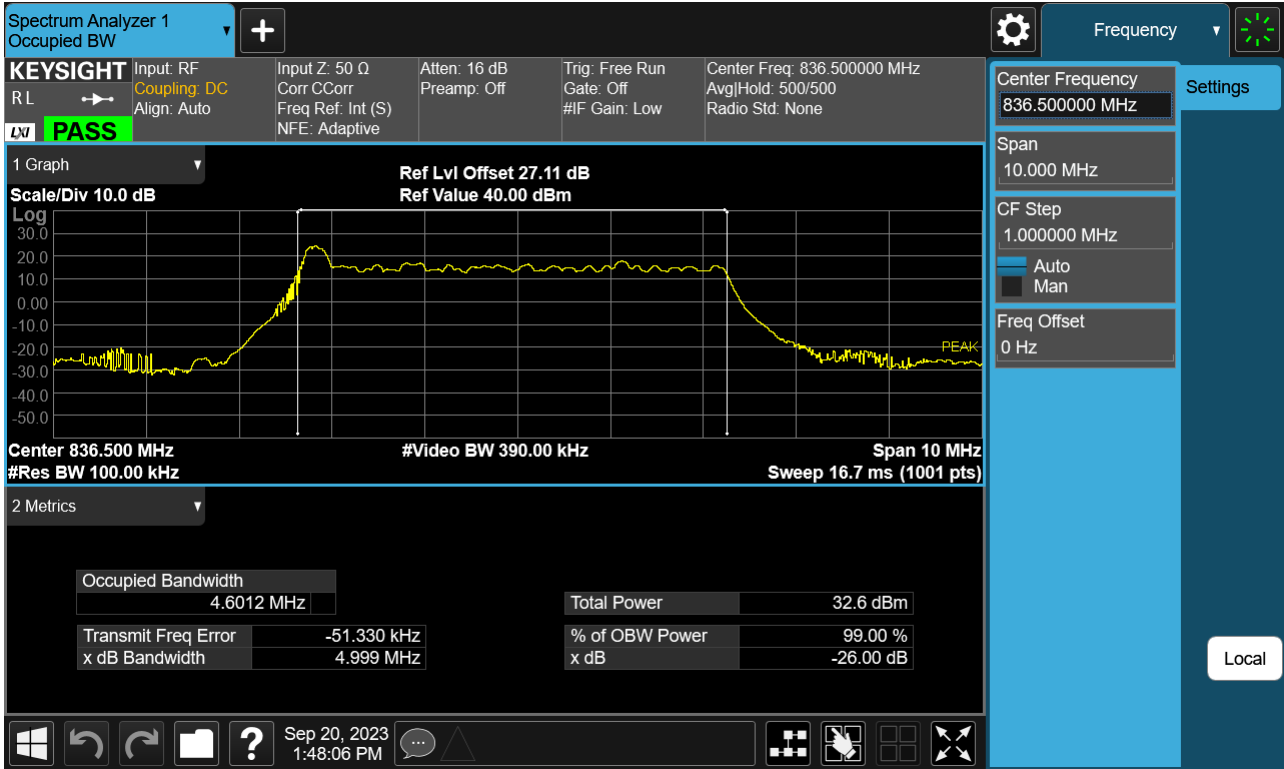 Spectrum Analyzer 1
Occupied BW
▼
+
Frequency
▼
KEYSIGHT
R L
LXI
PASS
Input: RF
Coupling: DC
Align: Auto
Input Z: 50 Ω
Corr CCorr
Freq Ref: Int (S)
NFE: Adaptive
Atten: 16 dB
Preamp: Off
Trig: Free Run
Gate: Off
#IF Gain: Low
Center Freq: 836.500000 MHz
Avg|Hold: 500/500
Radio Std: None
Center Frequency
836.500000 MHz
Settings
Span
10.000 MHz
CF Step
1.000000 MHz
Auto
Man
Freq Offset
0 Hz
1 Graph
▼
Scale/Div 10.0 dB
Ref Lvl Offset 27.11 dB
Ref Value 40.00 dBm
Log
30.0
20.0
10.0
0.00
-10.0
-20.0
-30.0
-40.0
-50.0
PEAK
Center 836.500 MHz
#Video BW 390.00 kHz
Span 10 MHz
#Res BW 100.00 kHz
Sweep 16.7 ms (1001 pts)
2 Metrics
▼
Occupied Bandwidth
4.6012 MHz
Total Power 32.6 dBm
Transmit Freq Error -51.330 kHz
% of OBW Power 99.00 %
x dB Bandwidth 4.999 MHz
x dB -26.00 dB
Local
?
Sep 20, 2023
1:48:06 PM